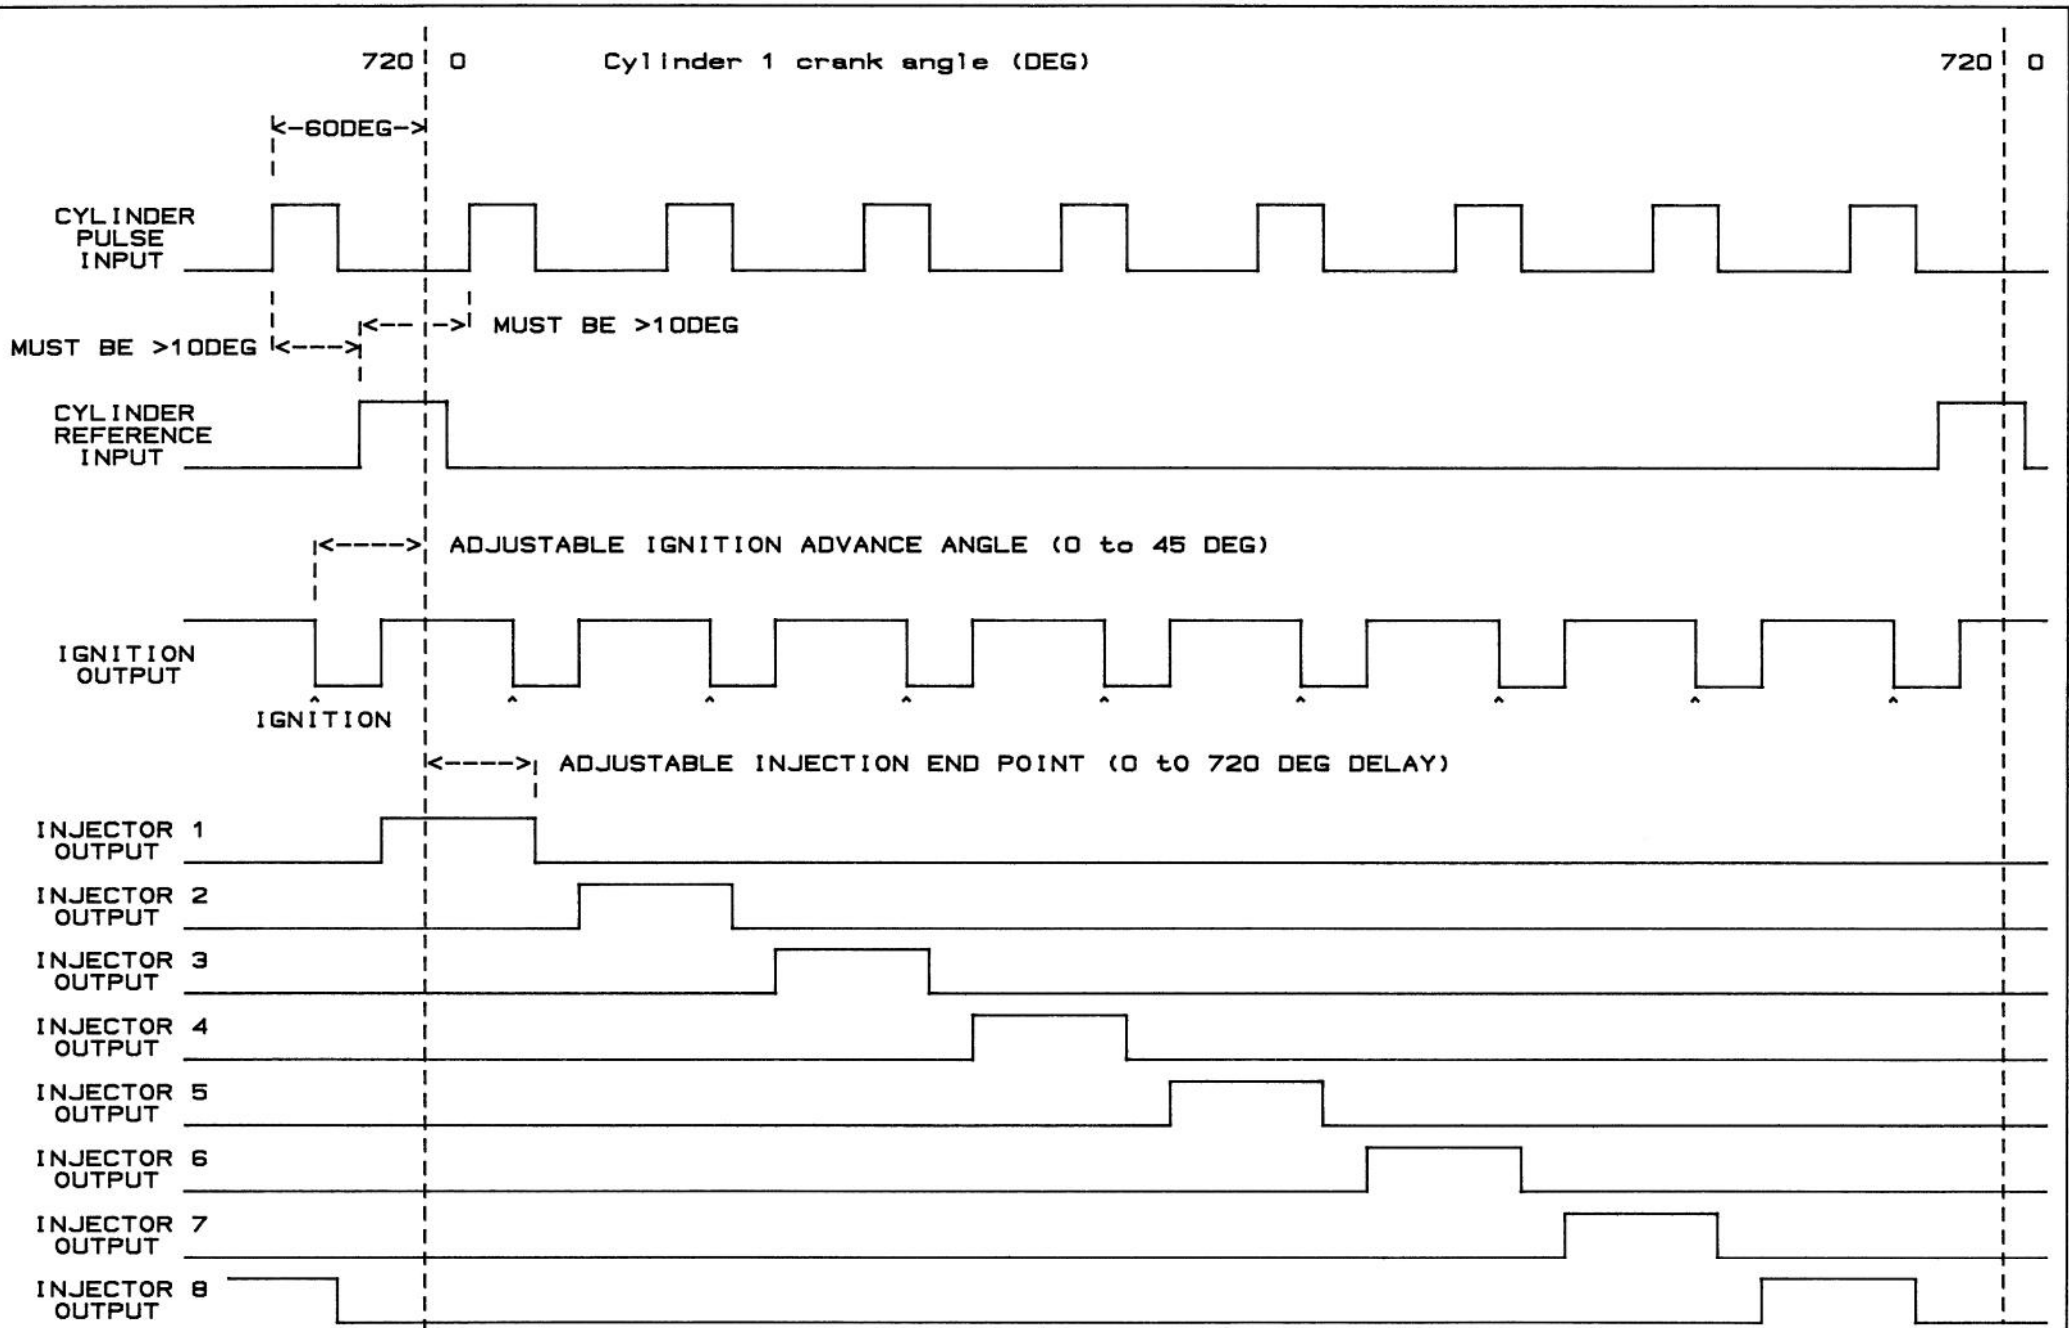 720 0 Cylinder 1 crank angle (DEG) 720 0
<-60DEG->
CYLINDER
PULSE
INPUT
<-- -->  MUST BE >10DEG
MUST BE >10DEG <--->
CYLINDER
REFERENCE
INPUT
<----> ADJUSTABLE IGNITION ADVANCE ANGLE (0 to 45 DEG)
IGNITION
OUTPUT
^ ^ ^ ^ ^ ^ ^ ^ ^
IGNITION
<----> ADJUSTABLE INJECTION END POINT (0 tO 720 DEG DELAY)
INJECTOR 1
OUTPUT
INJECTOR 2
OUTPUT
INJECTOR 3
OUTPUT
INJECTOR 4
OUTPUT
INJECTOR 5
OUTPUT
INJECTOR 6
OUTPUT
INJECTOR 7
OUTPUT
INJECTOR 8
OUTPUT